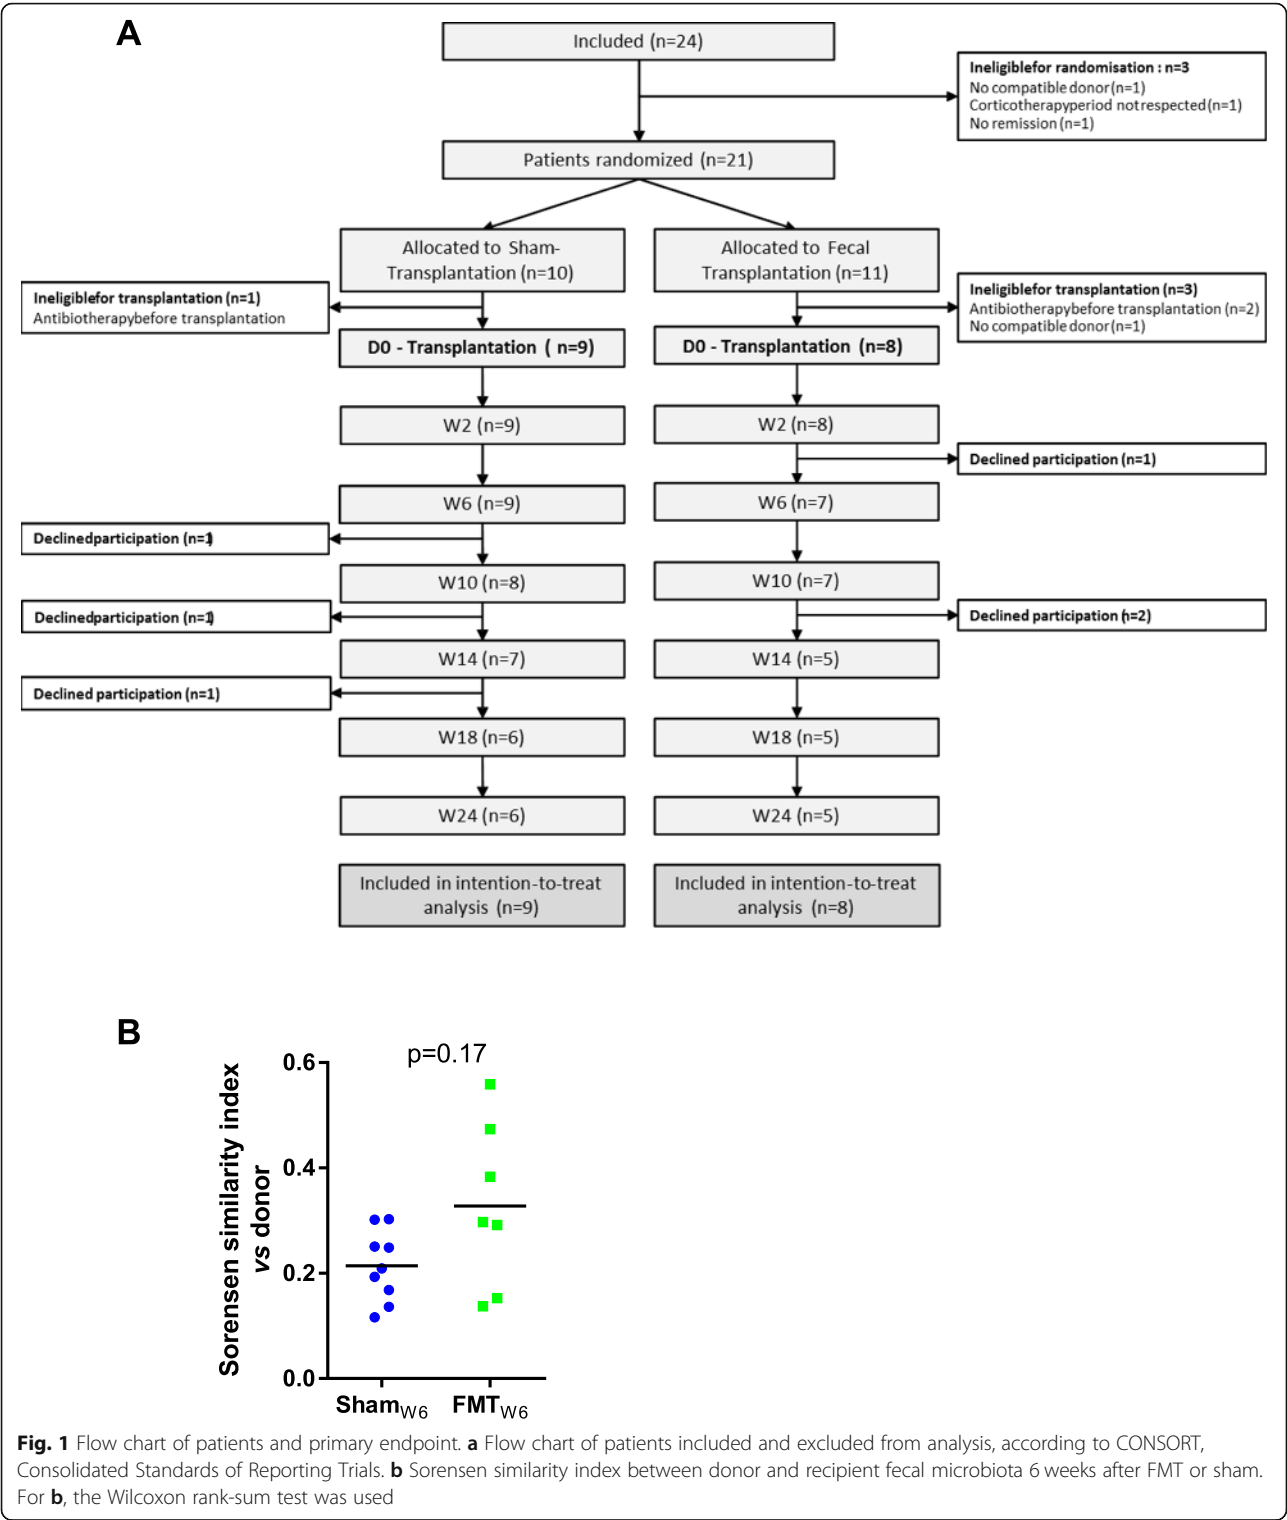 A
Included (n=24)
Ineligiblefor randomisation : n=3
No compatible donor(n=1)
Corticotherapyperiod notrespected(n=1)
No remission(n=1)
Patients randomized (n=21)
Allocated to Sham-
Transplantation (n=10)
Allocated to Fecal
Transplantation (n=11)
Ineligiblefor transplantation (n=1)
Antibiotherapybefore transplantation
Ineligiblefor transplantation (n=3)
Antibiotherapybefore transplantation (n=2)
No compatible donor(n=1)
D0 - Transplantation ( n=9)
D0 - Transplantation (n=8)
W2 (n=9)
W2 (n=8)
Declined participation (n=1)
W6 (n=9)
W6 (n=7)
Declinedparticipation (n=1)
W10 (n=8)
W10 (n=7)
Declinedparticipation (n=1)
Declined participation (n=2)
W14 (n=7)
W14 (n=5)
Declined participation (n=1)
W18 (n=6)
W18 (n=5)
W24 (n=6)
W24 (n=5)
Included in intention-to-treat
analysis (n=9)
Included in intention-to-treat
analysis (n=8)
B
p=0.17
Sorensen similarity index
vs donor
0.6
0.4
0.2
0.0
ShamW6
FMTW6
Fig. 1 Flow chart of patients and primary endpoint. a Flow chart of patients included and excluded from analysis, according to CONSORT,
Consolidated Standards of Reporting Trials. b Sorensen similarity index between donor and recipient fecal microbiota 6 weeks after FMT or sham.
For b, the Wilcoxon rank-sum test was used